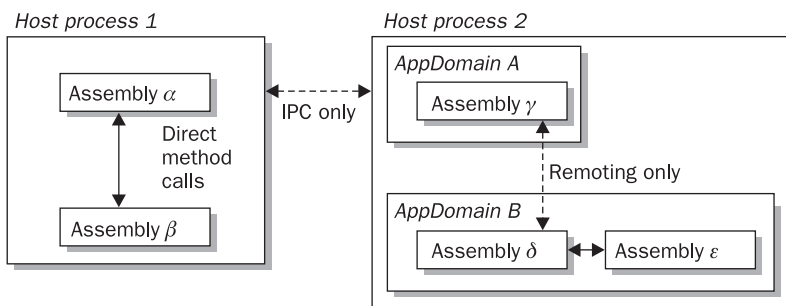 Host process 1
Assembly α
Direct
method
calls
Assembly β
IPC only
Host process 2
AppDomain A
Assembly γ
Remoting only
AppDomain B
Assembly δ
Assembly ε